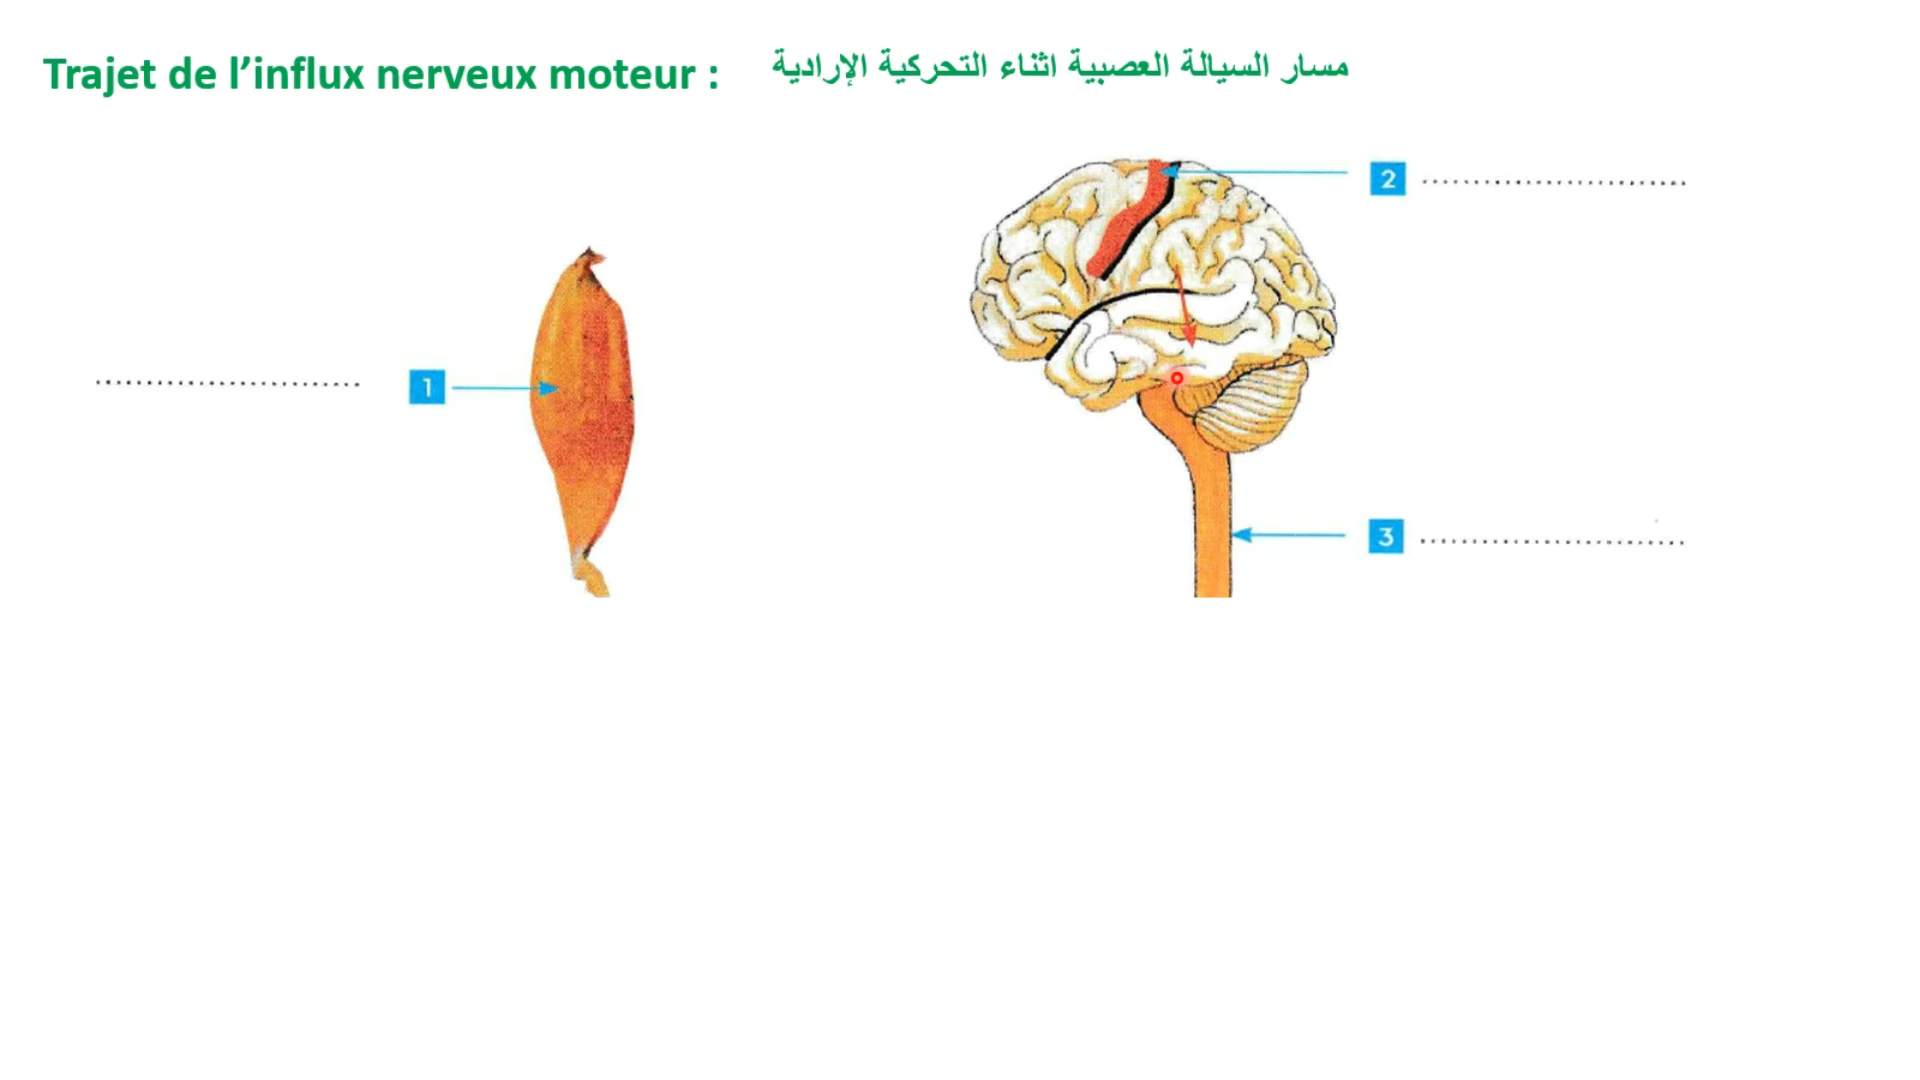 Trajet de l’influx nerveux moteur :
مسار السيالة العصبية اثناء التحركية الإرادية
2 ..............................
1 ..............................
3 ..............................